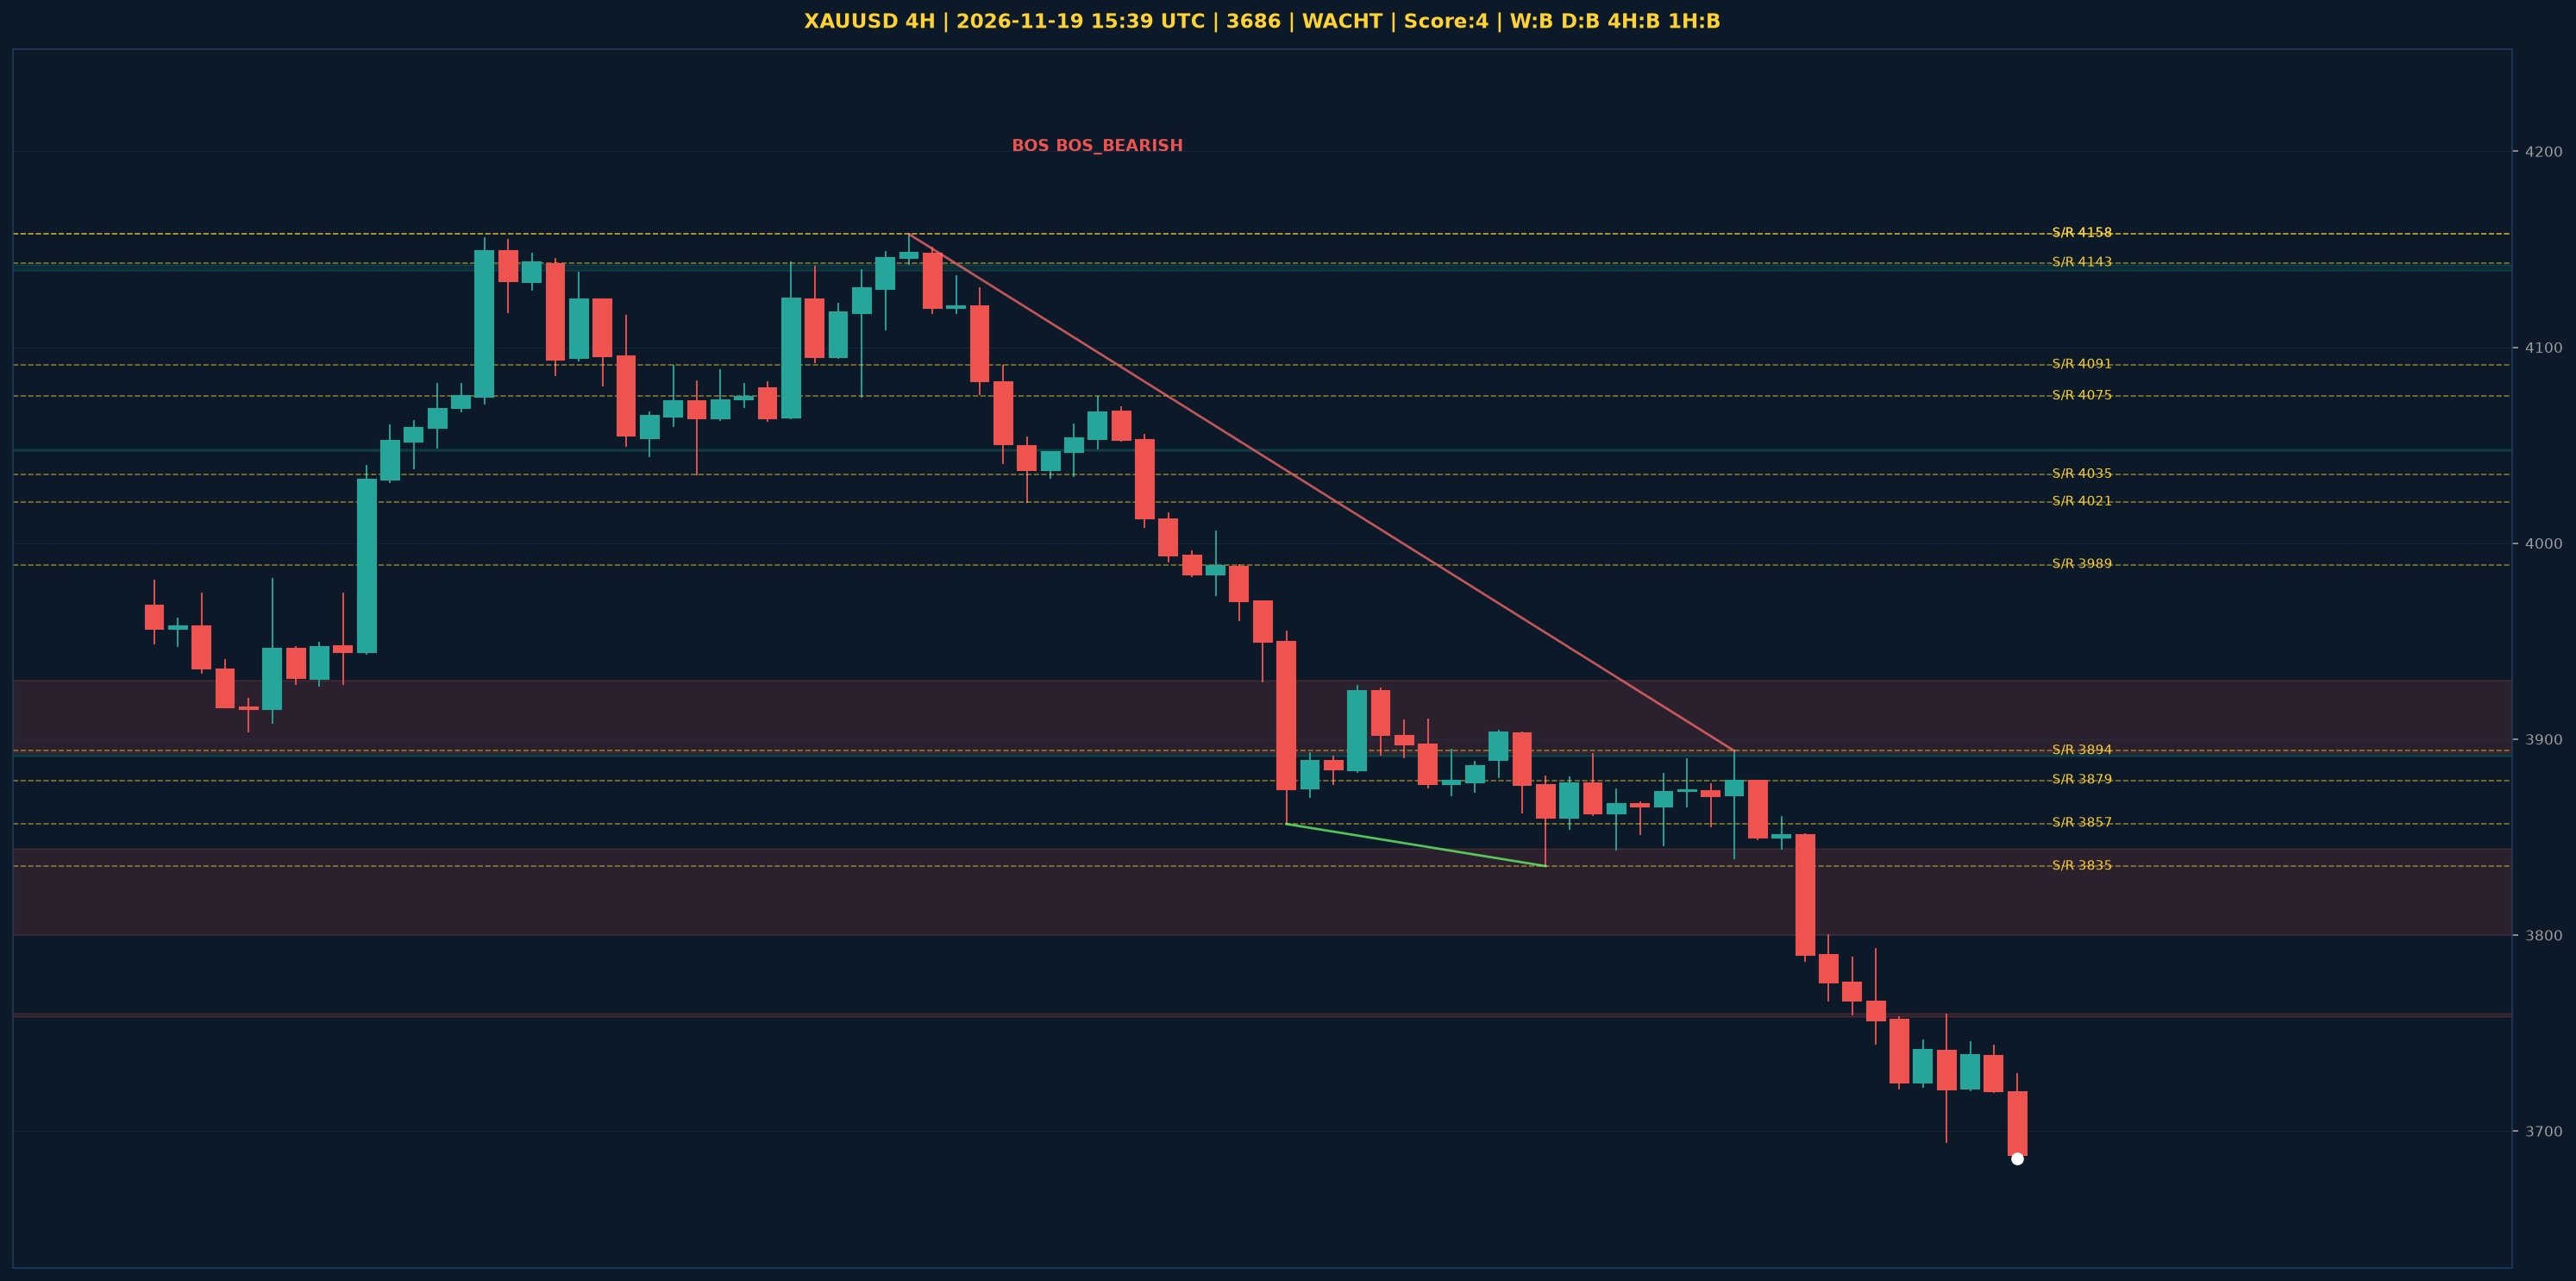 XAUUSD 4H | 2026-11-19 15:39 UTC | 3686 | WACHT | Score:4 | W:B D:B 4H:B 1H:B
BOS BOS_BEARISH
4200
S/R 4158
S/R 4143
4100
S/R 4091
S/R 4075
S/R 4035
S/R 4021
4000
S/R 3989
3900
S/R 3894
S/R 3879
S/R 3857
S/R 3835
3800
3700